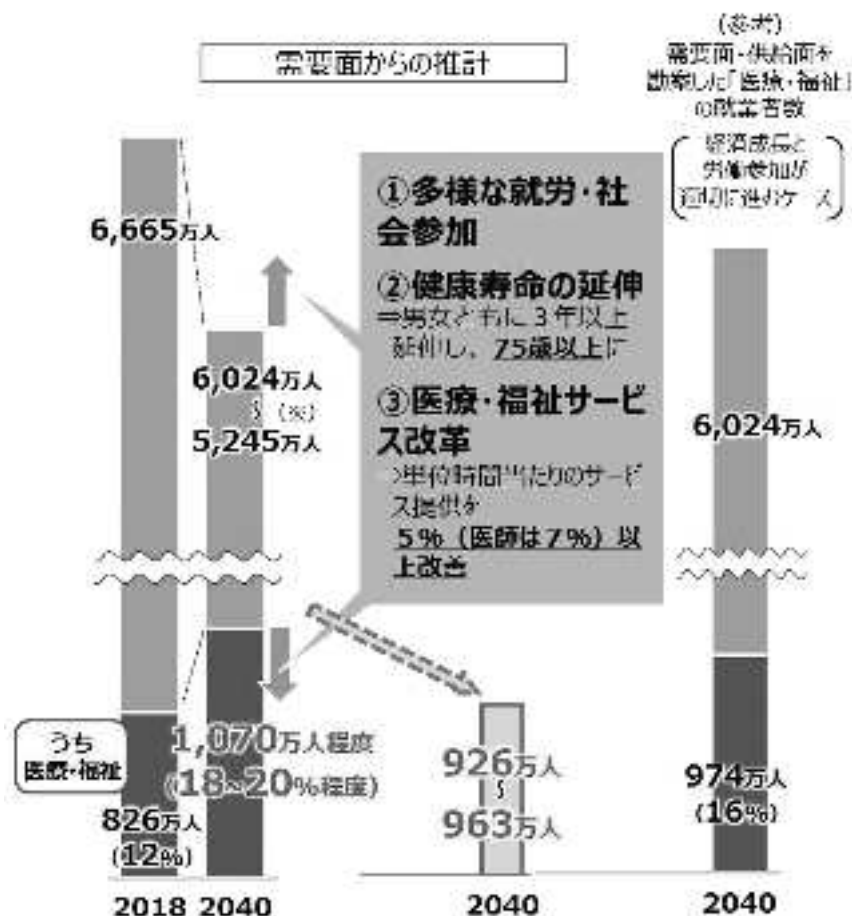 需要面からの推計
(参考)
需要面・供給面を
勘案した「医療・福祉」
の就業者数
経済成長と
労働参加が
適切に進むケース
6,665万人
6,024万人
〜(※)
5,245万人
①多様な就労・社
会参加
②健康寿命の延伸
⇒男女ともに3年以上
延伸し、75歳以上に
③医療・福祉サービ
ス改革
⇒単位時間当たりのサービ
ス提供を
5%(医師は7%)以
上改善
6,024万人
うち
医療・福祉
826万人
(12%)
1,070万人程度
(18~20%程度)
926万人
〜
963万人
974万人
(16%)
2018
2040
2040
2040